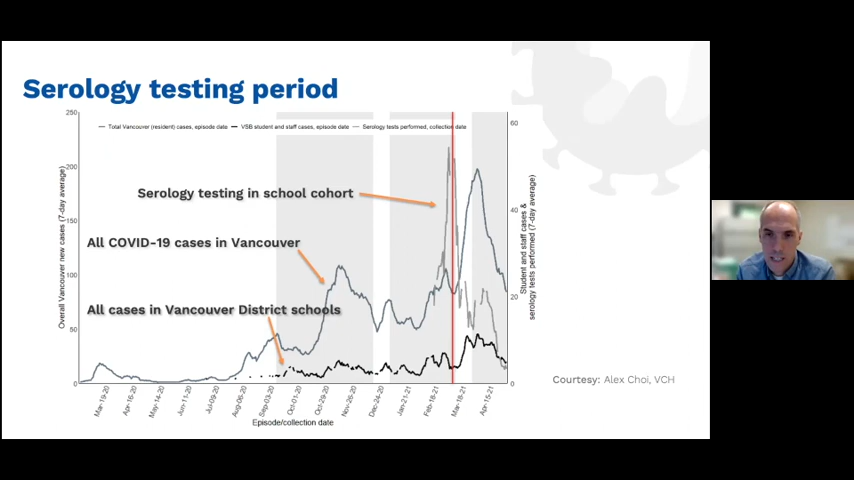 Serology testing period
250
200
150
100
50
0
60
40
20
0
Total Vancouver (resident) cases, episode date
VSB student and staff cases, episode date
Serology tests performed, collection date
Serology testing in school cohort
All COVID-19 cases in Vancouver
All cases in Vancouver District schools
Overall Vancouver new cases (7-day average)
Student and staff cases &
serology tests performed (7-day average)
Mar-19-20
Apr-16-20
May-14-20
Jun-11-20
Jul-09-20
Aug-06-20
Sep-03-20
Oct-01-20
Oct-29-20
Nov-26-20
Dec-24-20
Jan-21-21
Feb-18-21
Mar-18-21
Apr-15-21
Episode/collection date
Courtesy: Alex Choi, VCH